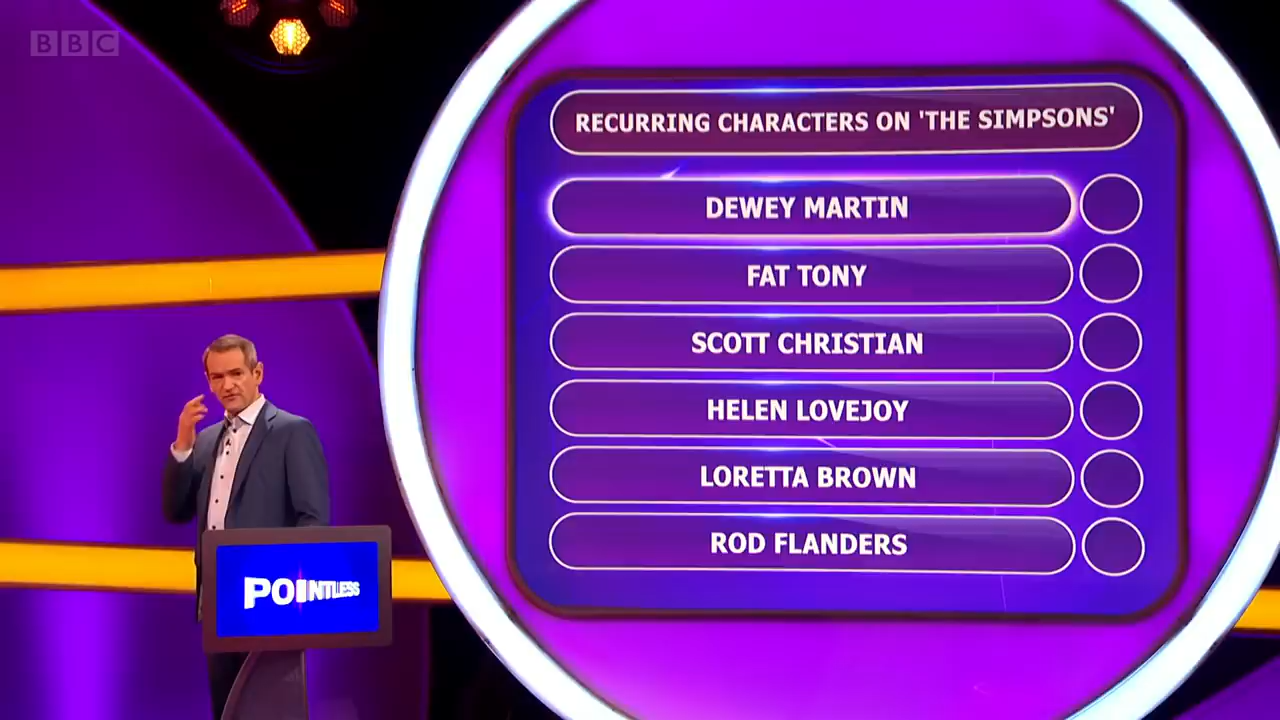 BBC
RECURRING CHARACTERS ON 'THE SIMPSONS'
DEWEY MARTIN
FAT TONY
SCOTT CHRISTIAN
HELEN LOVEJOY
LORETTA BROWN
ROD FLANDERS
POINTLESS